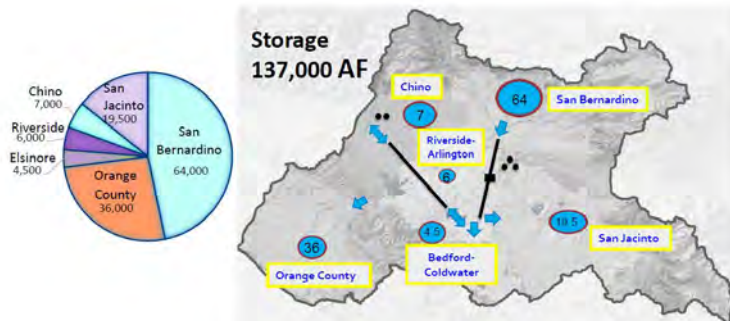 Chino
7,000
Riverside
6,000
Elsinore
4,500
Orange
County
36,000
San
Jacinto
19,500
San
Bernardino
64,000
Storage
137,000 AF
Chino
7
64
San Bernardino
Riverside-
Arlington
6
36
Orange County
4.5
Bedford-
Coldwater
19.5
San Jacinto